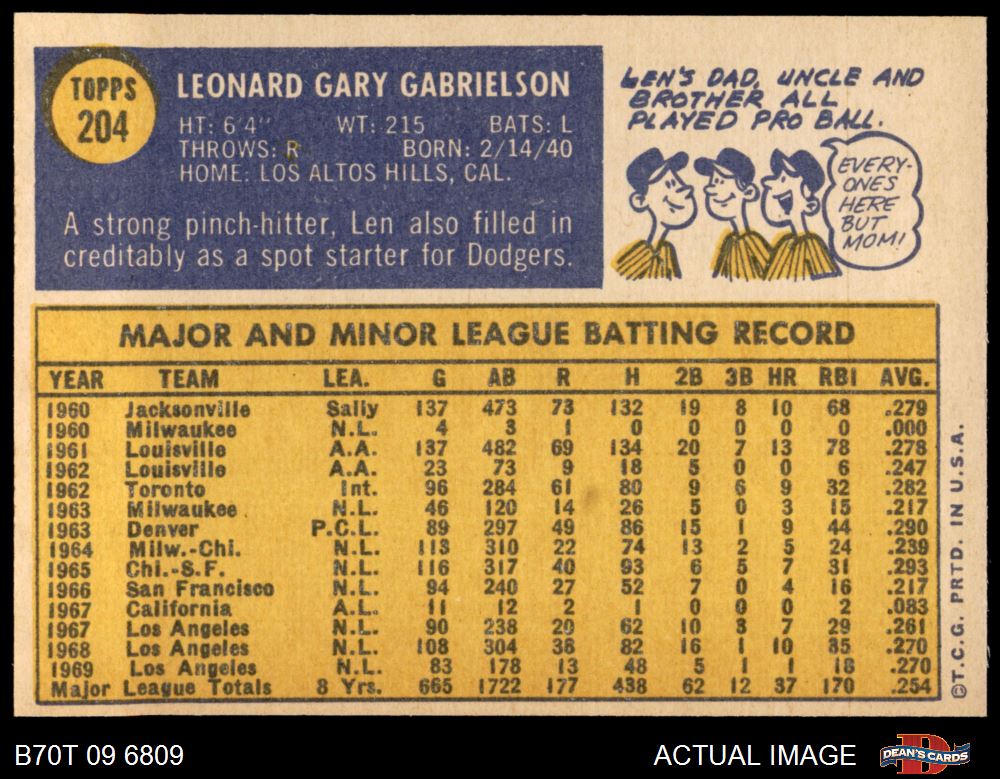 TOPPS
204
LEONARD GARY GABRIELSON
HT: 6'4" WT: 215 BATS: L
THROWS: R BORN: 2/14/40
HOME: LOS ALTOS HILLS, CAL.
A strong pinch-hitter, Len also filled in
creditably as a spot starter for Dodgers.
LEN'S DAD, UNCLE AND
BROTHER ALL
PLAYED PRO BALL.
EVERY-
ONES
HERE
BUT
MOM!
MAJOR AND MINOR LEAGUE BATTING RECORD
YEAR TEAM LEA. G AB R H 2B 3B HR RBI AVG.
1960 Jacksonville Sally 137 473 73 132 19 8 10 68 .279
1960 Milwaukee N.L. 4 3 1 0 0 0 0 0 .000
1961 Louisville A.A. 137 482 69 134 20 7 13 78 .278
1962 Louisville A.A. 23 73 9 18 5 0 0 6 .247
1962 Toronto Int. 96 284 61 80 9 6 9 32 .282
1963 Milwaukee N.L. 46 120 14 26 5 0 3 15 .217
1963 Denver P.C.L. 89 297 49 86 15 1 9 44 .290
1964 Milw.-Chi. N.L. 113 310 22 74 13 2 5 24 .239
1965 Chi.-S.F. N.L. 116 317 40 93 6 5 7 31 .293
1966 San Francisco N.L. 94 240 27 52 7 0 4 16 .217
1967 California A.L. 11 12 2 1 0 0 0 2 .083
1967 Los Angeles N.L. 90 238 20 62 10 3 7 29 .261
1968 Los Angeles N.L. 108 304 38 82 16 1 10 35 .270
1969 Los Angeles N.L. 83 178 13 48 5 1 1 18 .270
Major League Totals 8 Yrs. 665 1722 177 438 62 12 37 170 .254
©T.C.G. PRTD. IN U.S.A.
B70T 09 6809
ACTUAL IMAGE
DEAN'S CARDS